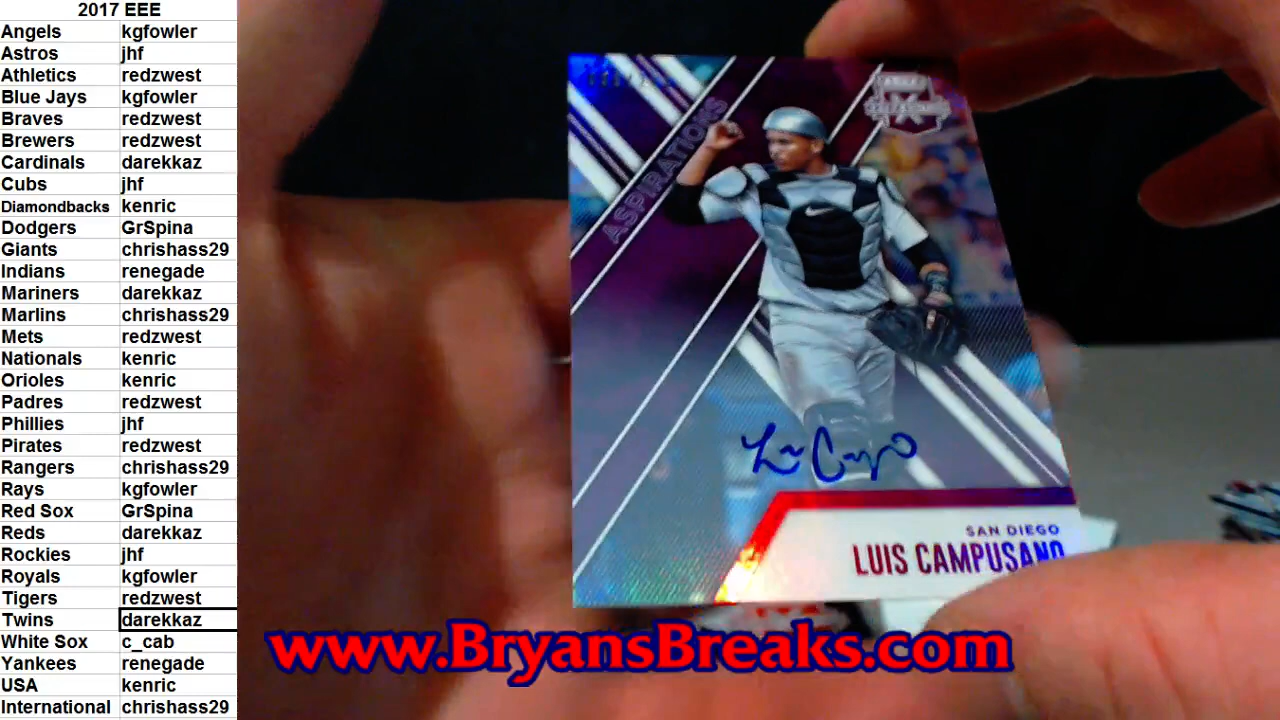 2017 EEE
Angels kgfowler
Astros jhf
Athletics redzwest
Blue Jays kgfowler
Braves redzwest
Brewers redzwest
Cardinals darekkaz
Cubs jhf
Diamondbacks kenric
Dodgers GrSpina
Giants chrishass29
Indians renegade
Mariners darekkaz
Marlins chrishass29
Mets redzwest
Nationals kenric
Orioles kenric
Padres redzwest
Phillies jhf
Pirates redzwest
Rangers chrishass29
Rays kgfowler
Red Sox GrSpina
Reds darekkaz
Rockies jhf
Royals kgfowler
Tigers redzwest
Twins darekkaz
White Sox c_cab
Yankees renegade
USA kenric
International chrishass29
ASPIRATIONS
SAN DIEGO
LUIS CAMPUSANO
www.BryansBreaks.com